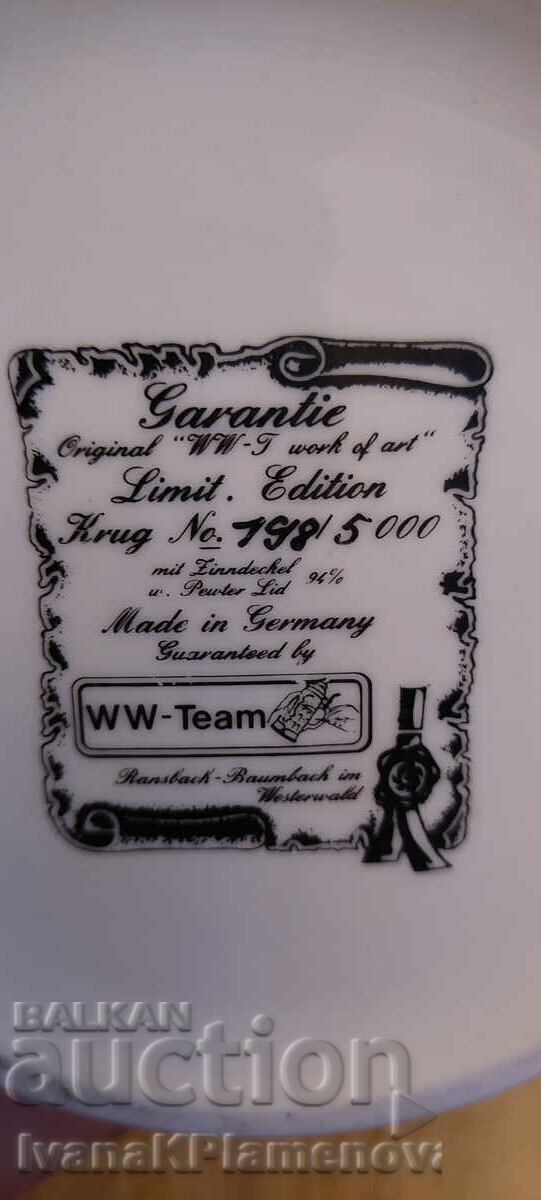 Garantie
Original "WW-T work of art"
Limit. Edition
Krug No. 198/5000
mit Zinndeckel 94%
w. Pewter Lid
Made in Germany
Guaranteed by
WW-Team
Ransback-Baumbach im
Westerwald
BALKAN
auction
IvanaKPlamenova